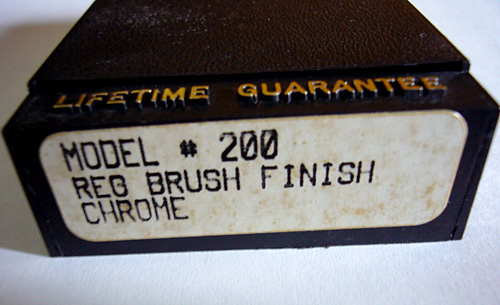 LIFETIME GUARANTEE
MODEL # 200
REG BRUSH FINISH
CHROME